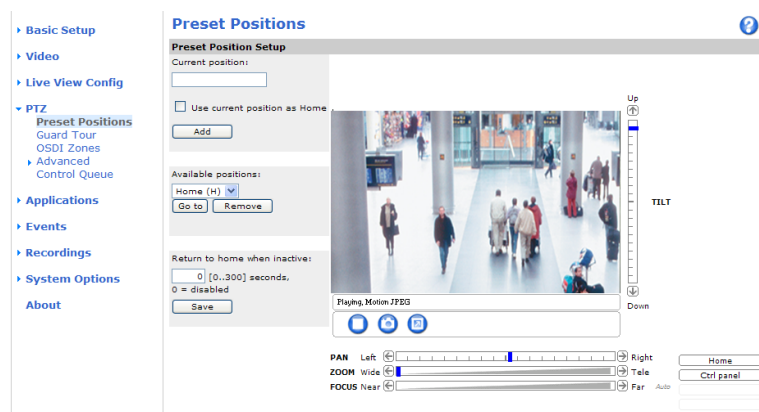 Basic Setup
Video
Live View Config
PTZ
Preset Positions
Guard Tour
OSDI Zones
Advanced
Control Queue
Applications
Events
Recordings
System Options
About
Preset Positions
?
Preset Position Setup
Current position:
Use current position as Home
Add
Available positions:
Home (H)
Go to Remove
Return to home when inactive:
0 [0..300] seconds,
0 = disabled
Save
Up
TILT
Down
Playing, Motion JPEG
PAN Left Right
ZOOM Wide Tele
FOCUS Near Far Auto
Home
Ctrl panel